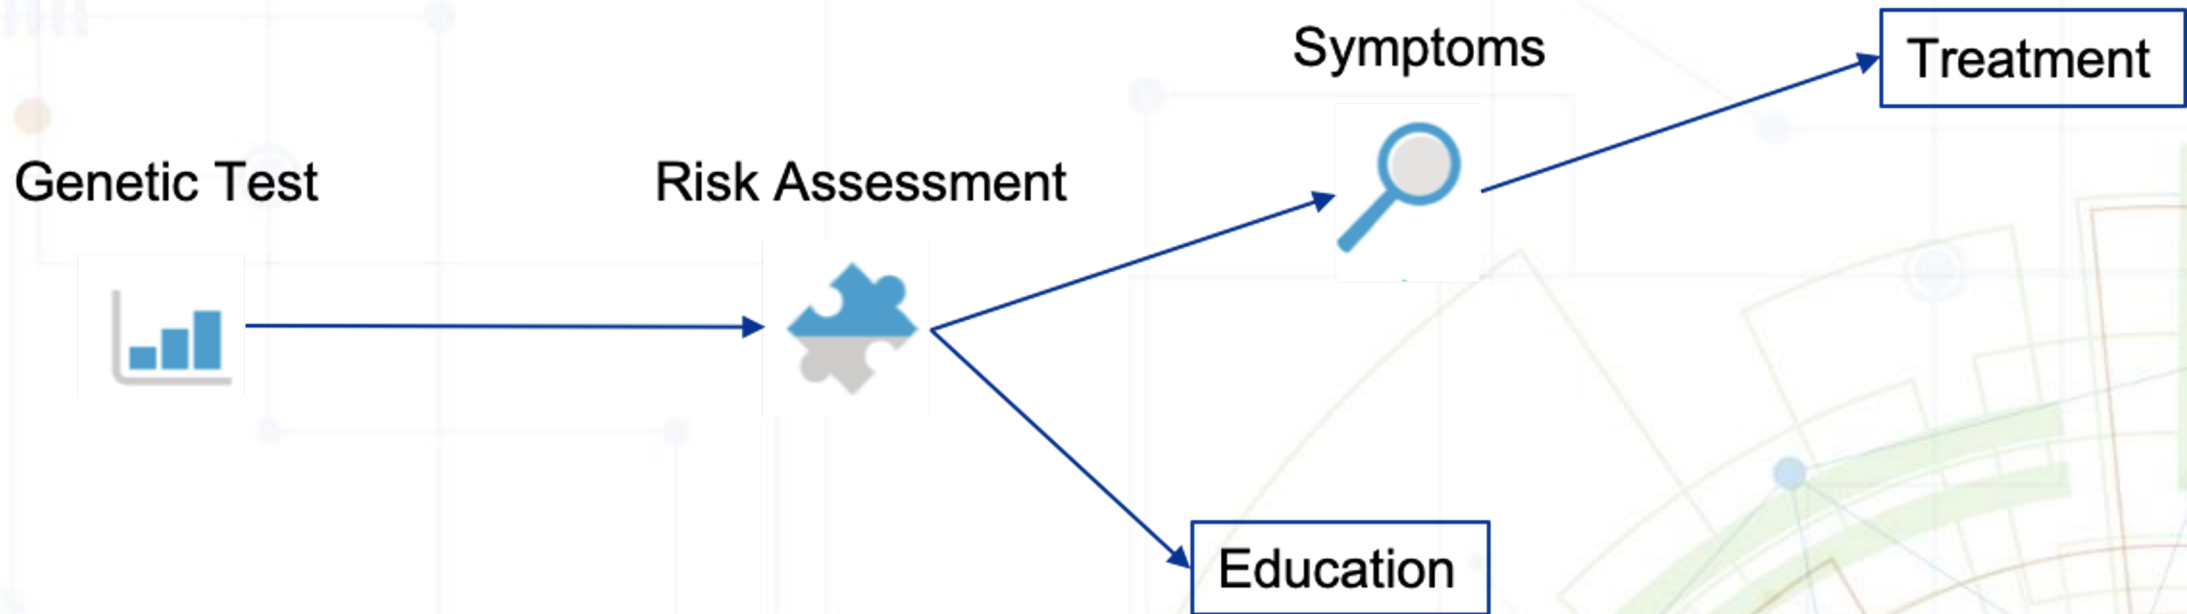 Symptoms
Treatment
Genetic Test
Risk Assessment
Education